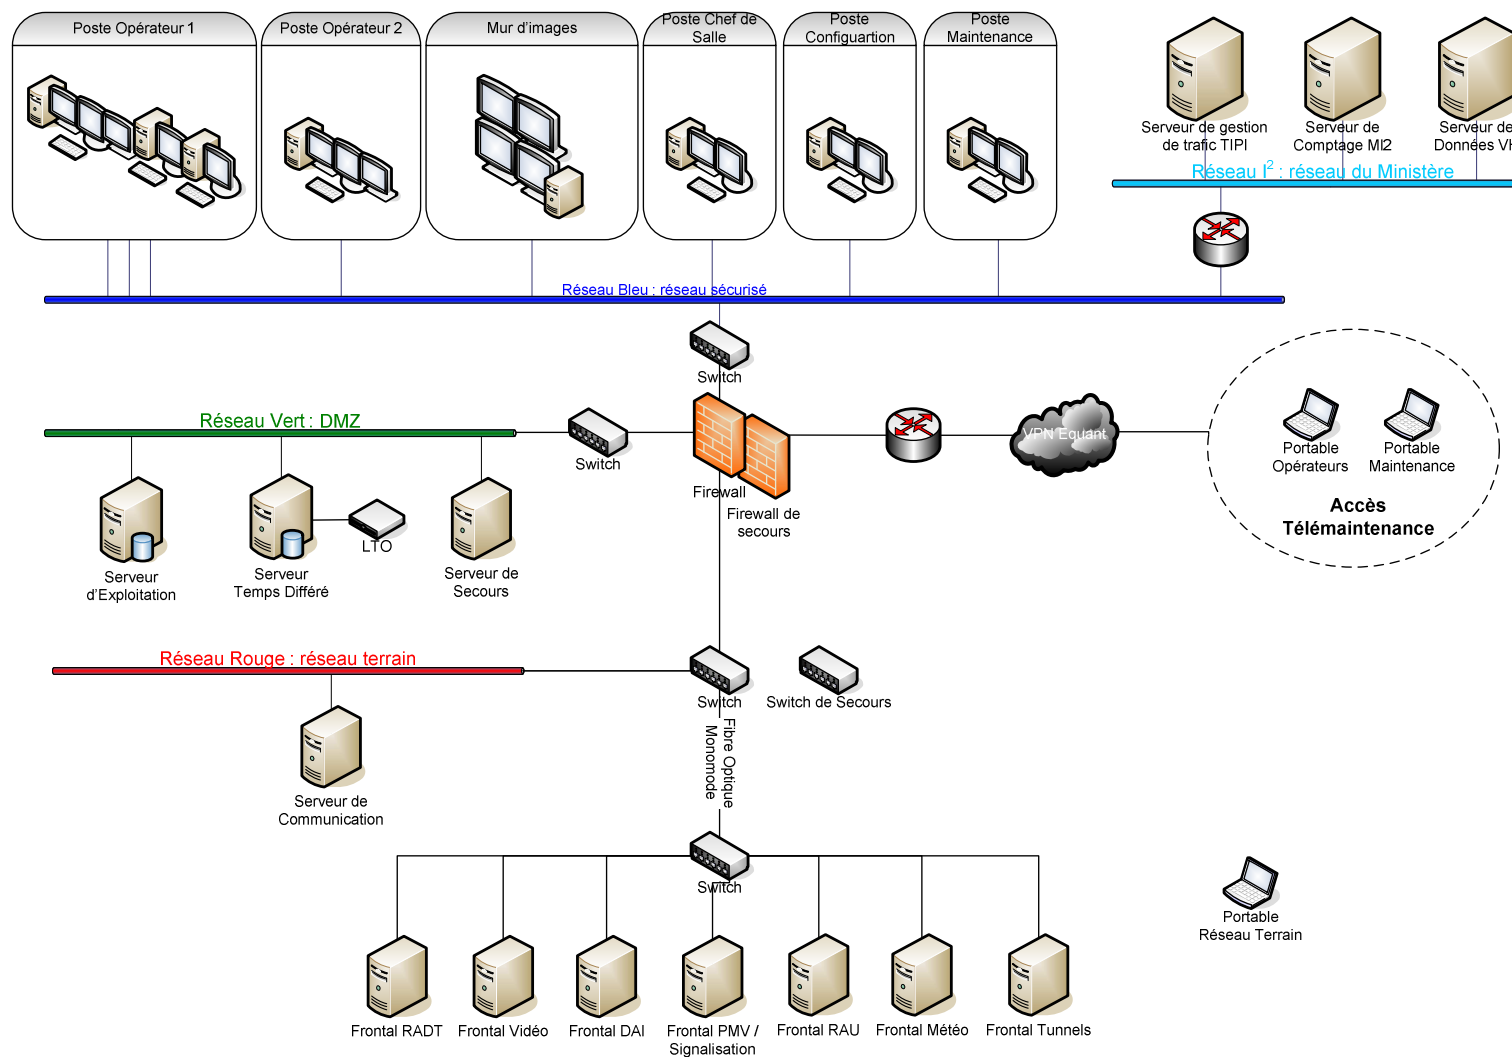 Poste Opérateur 1
Poste Opérateur 2
Mur d'images
Poste Chef de
Salle
Poste
Configuartion
Poste
Maintenance
Serveur de gestion
de trafic TIPI
Serveur de
Comptage MI2
Serveur de
Données
Réseau I² : réseau du Ministère
Réseau Bleu : réseau sécurisé
Switch
Réseau Vert : DMZ
Switch
Firewall
Firewall de
secours
VPN Equant
Portable
Opérateurs
Portable
Maintenance
Accès
Télémaintenance
LTO
Serveur
d'Exploitation
Serveur
Temps Différé
Serveur de
Secours
Réseau Rouge : réseau terrain
Switch
Switch de Secours
Fibre Optique
Monomode
Serveur de
Communication
Switch
Portable
Réseau Terrain
Frontal RADT
Frontal Vidéo
Frontal DAI
Frontal PMV /
Signalisation
Frontal RAU
Frontal Météo
Frontal Tunnels